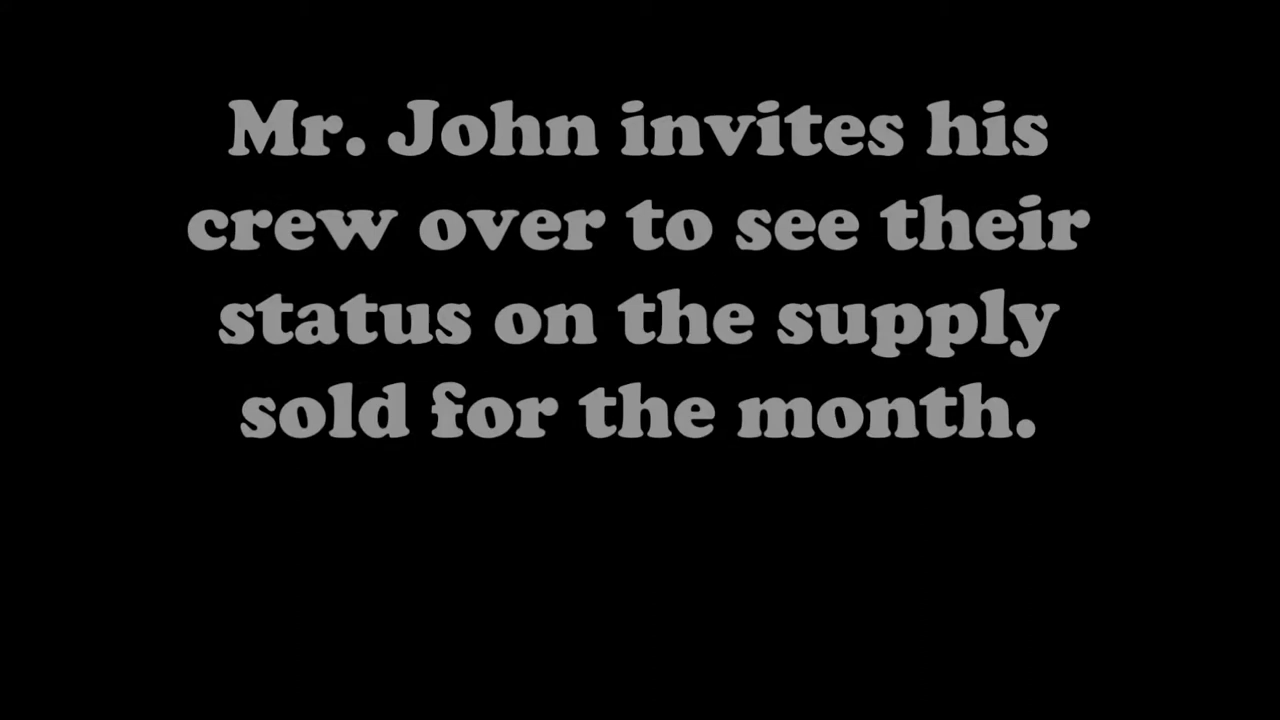 Mr. John invites his
crew over to see their
status on the supply
sold for the month.